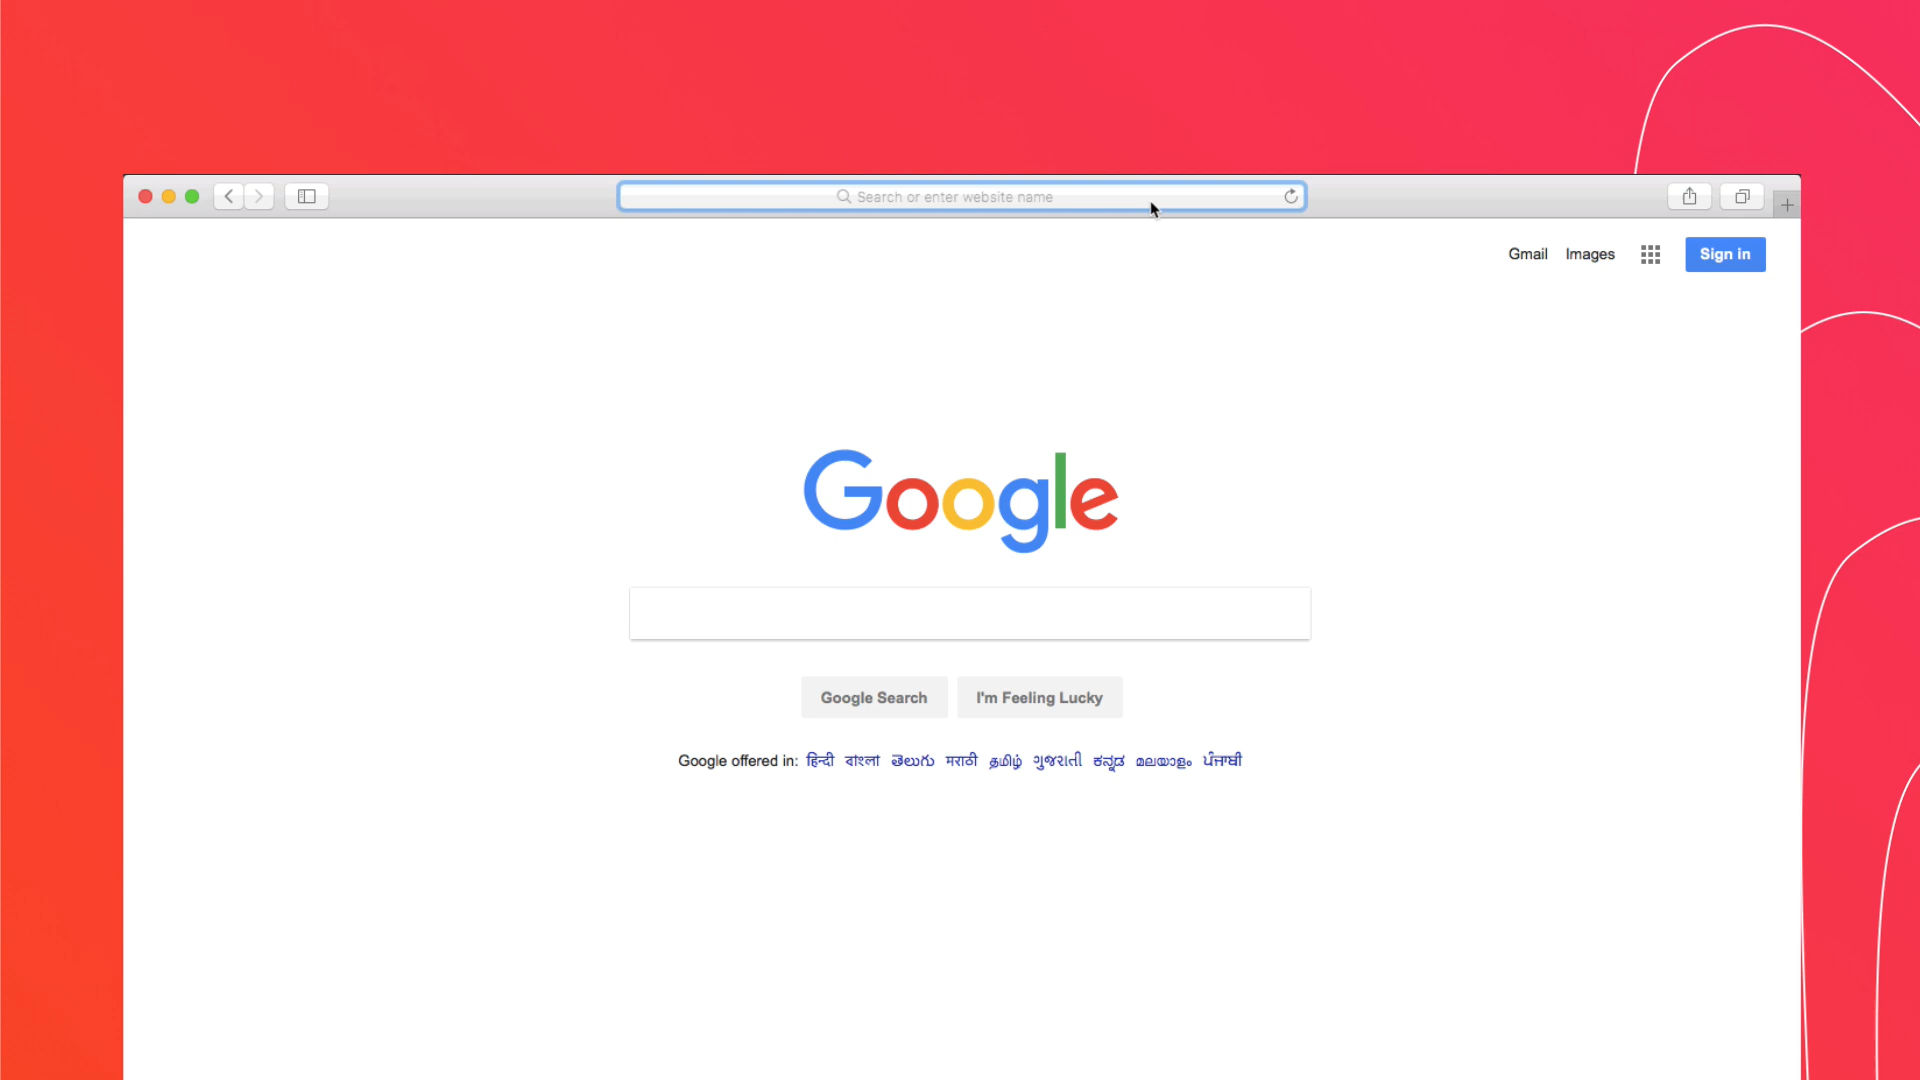 Search or enter website name
Gmail Images Sign in
Google
Google Search I'm Feeling Lucky
Google offered in: हिन्दी বাংলা తెలుగు मराठी தமிழ் ગુજરાતી ಕನ್ನಡ മലയാളം ਪੰਜਾਬੀ